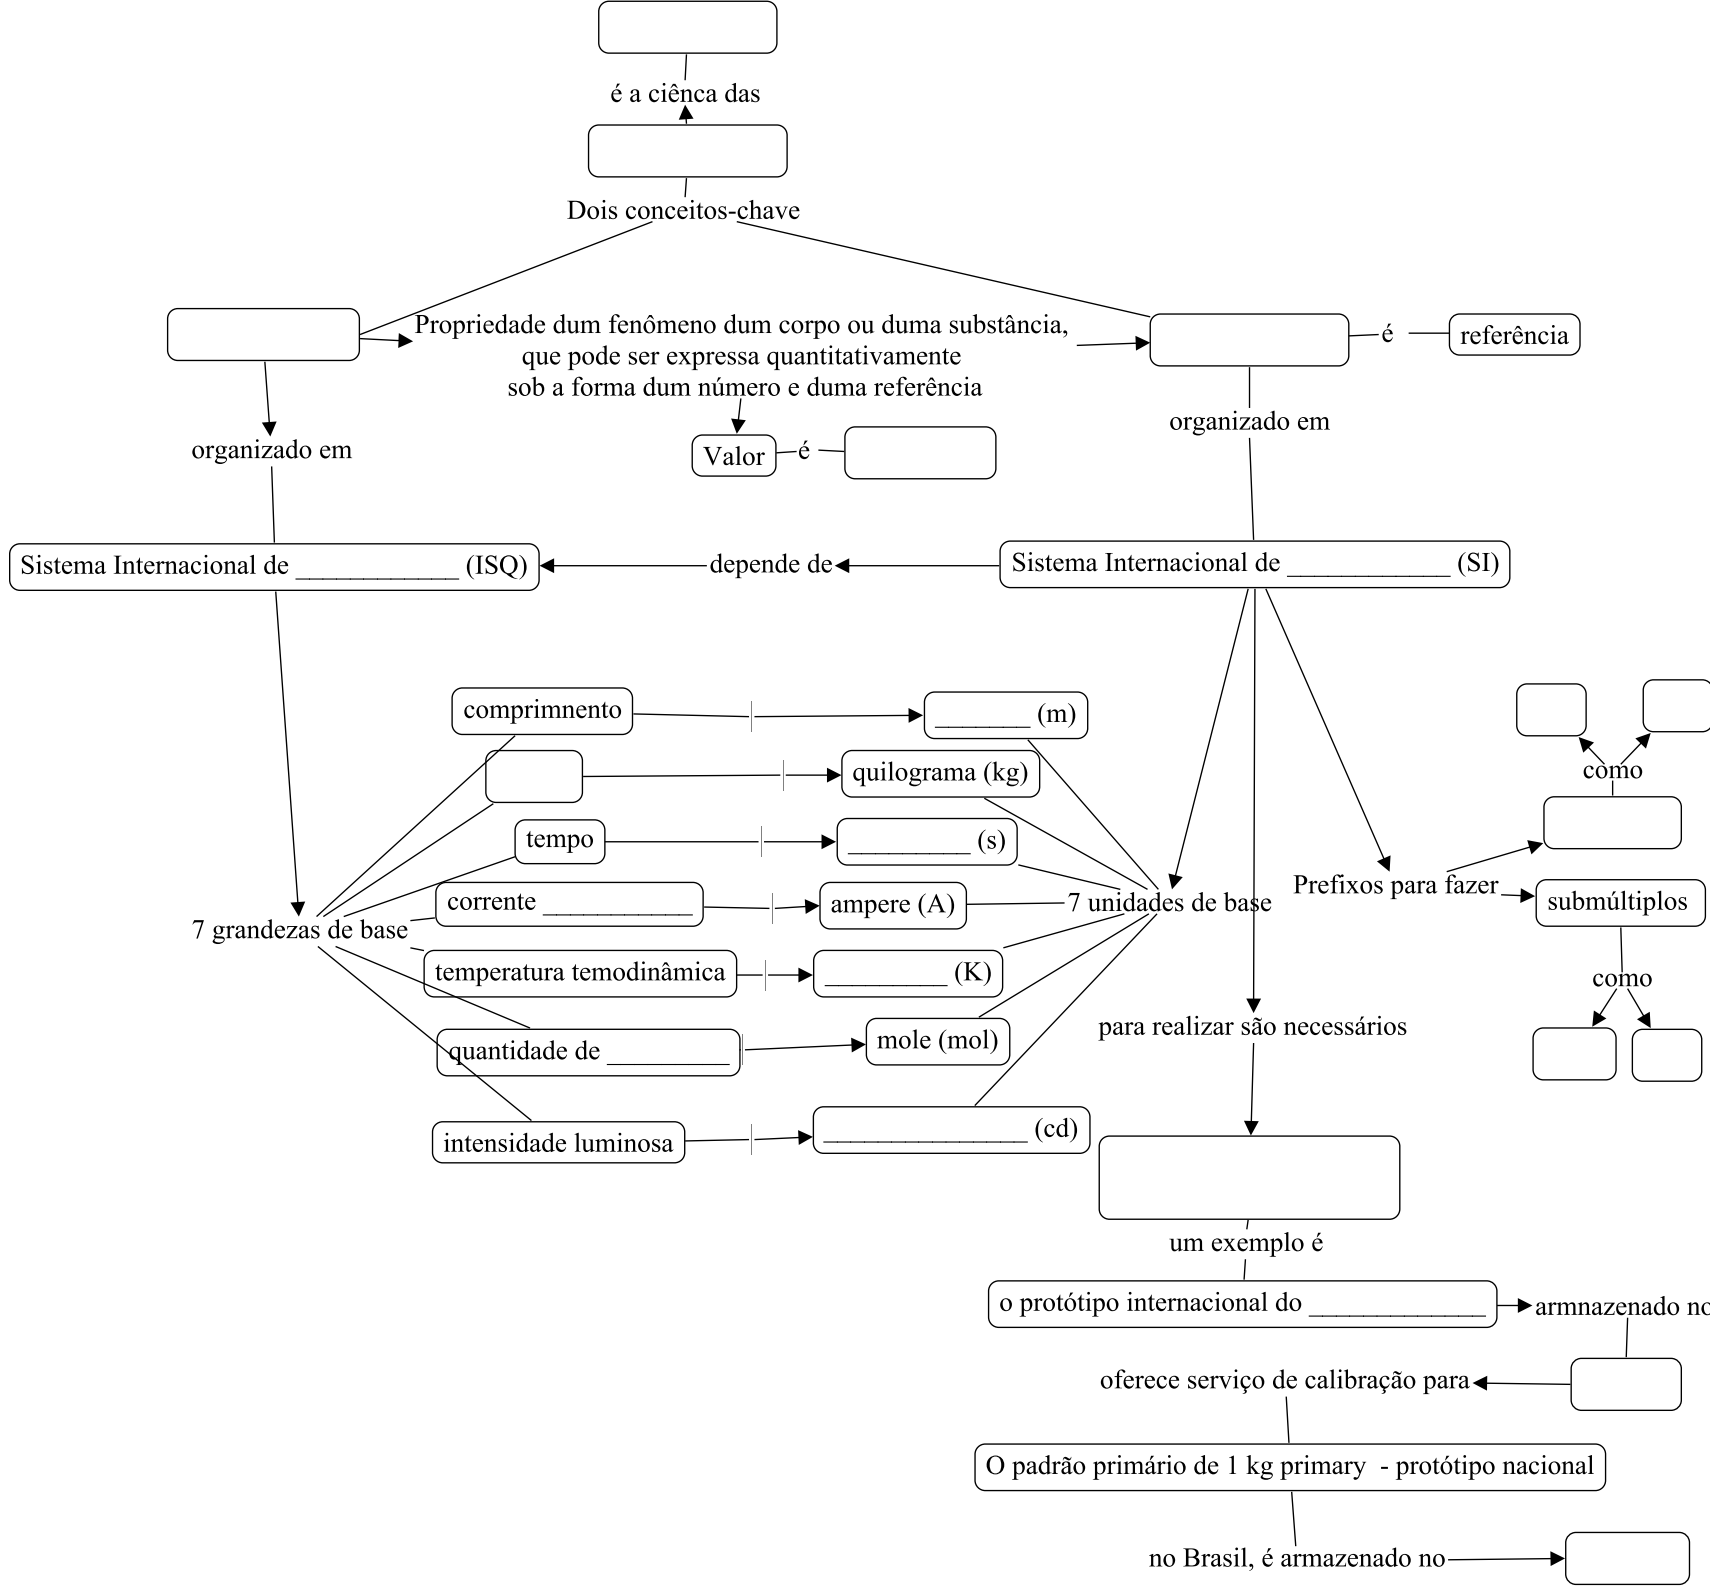 é a ciênca das
Dois conceitos-chave
Propriedade dum fenômeno dum corpo ou duma substância,
que pode ser expressa quantitativamente
sob a forma dum número e duma referência
é
referência
organizado em
organizado em
Valor
é
Sistema Internacional de ____________ (ISQ)
depende de
Sistema Internacional de ____________ (SI)
comprimnento
_______ (m)
quilograma (kg)
como
tempo
_________ (s)
Prefixos para fazer
submúltiplos
corrente ___________
ampere (A)
7 unidades de base
7 grandezas de base
temperatura temodinâmica
_________ (K)
como
para realizar são necessários
quantidade de _________
mole (mol)
intensidade luminosa
_______________ (cd)
um exemplo é
o protótipo internacional do _____________
armnazenado no
oferece serviço de calibração para
O padrão primário de 1 kg primary  - protótipo nacional
no Brasil, é armazenado no